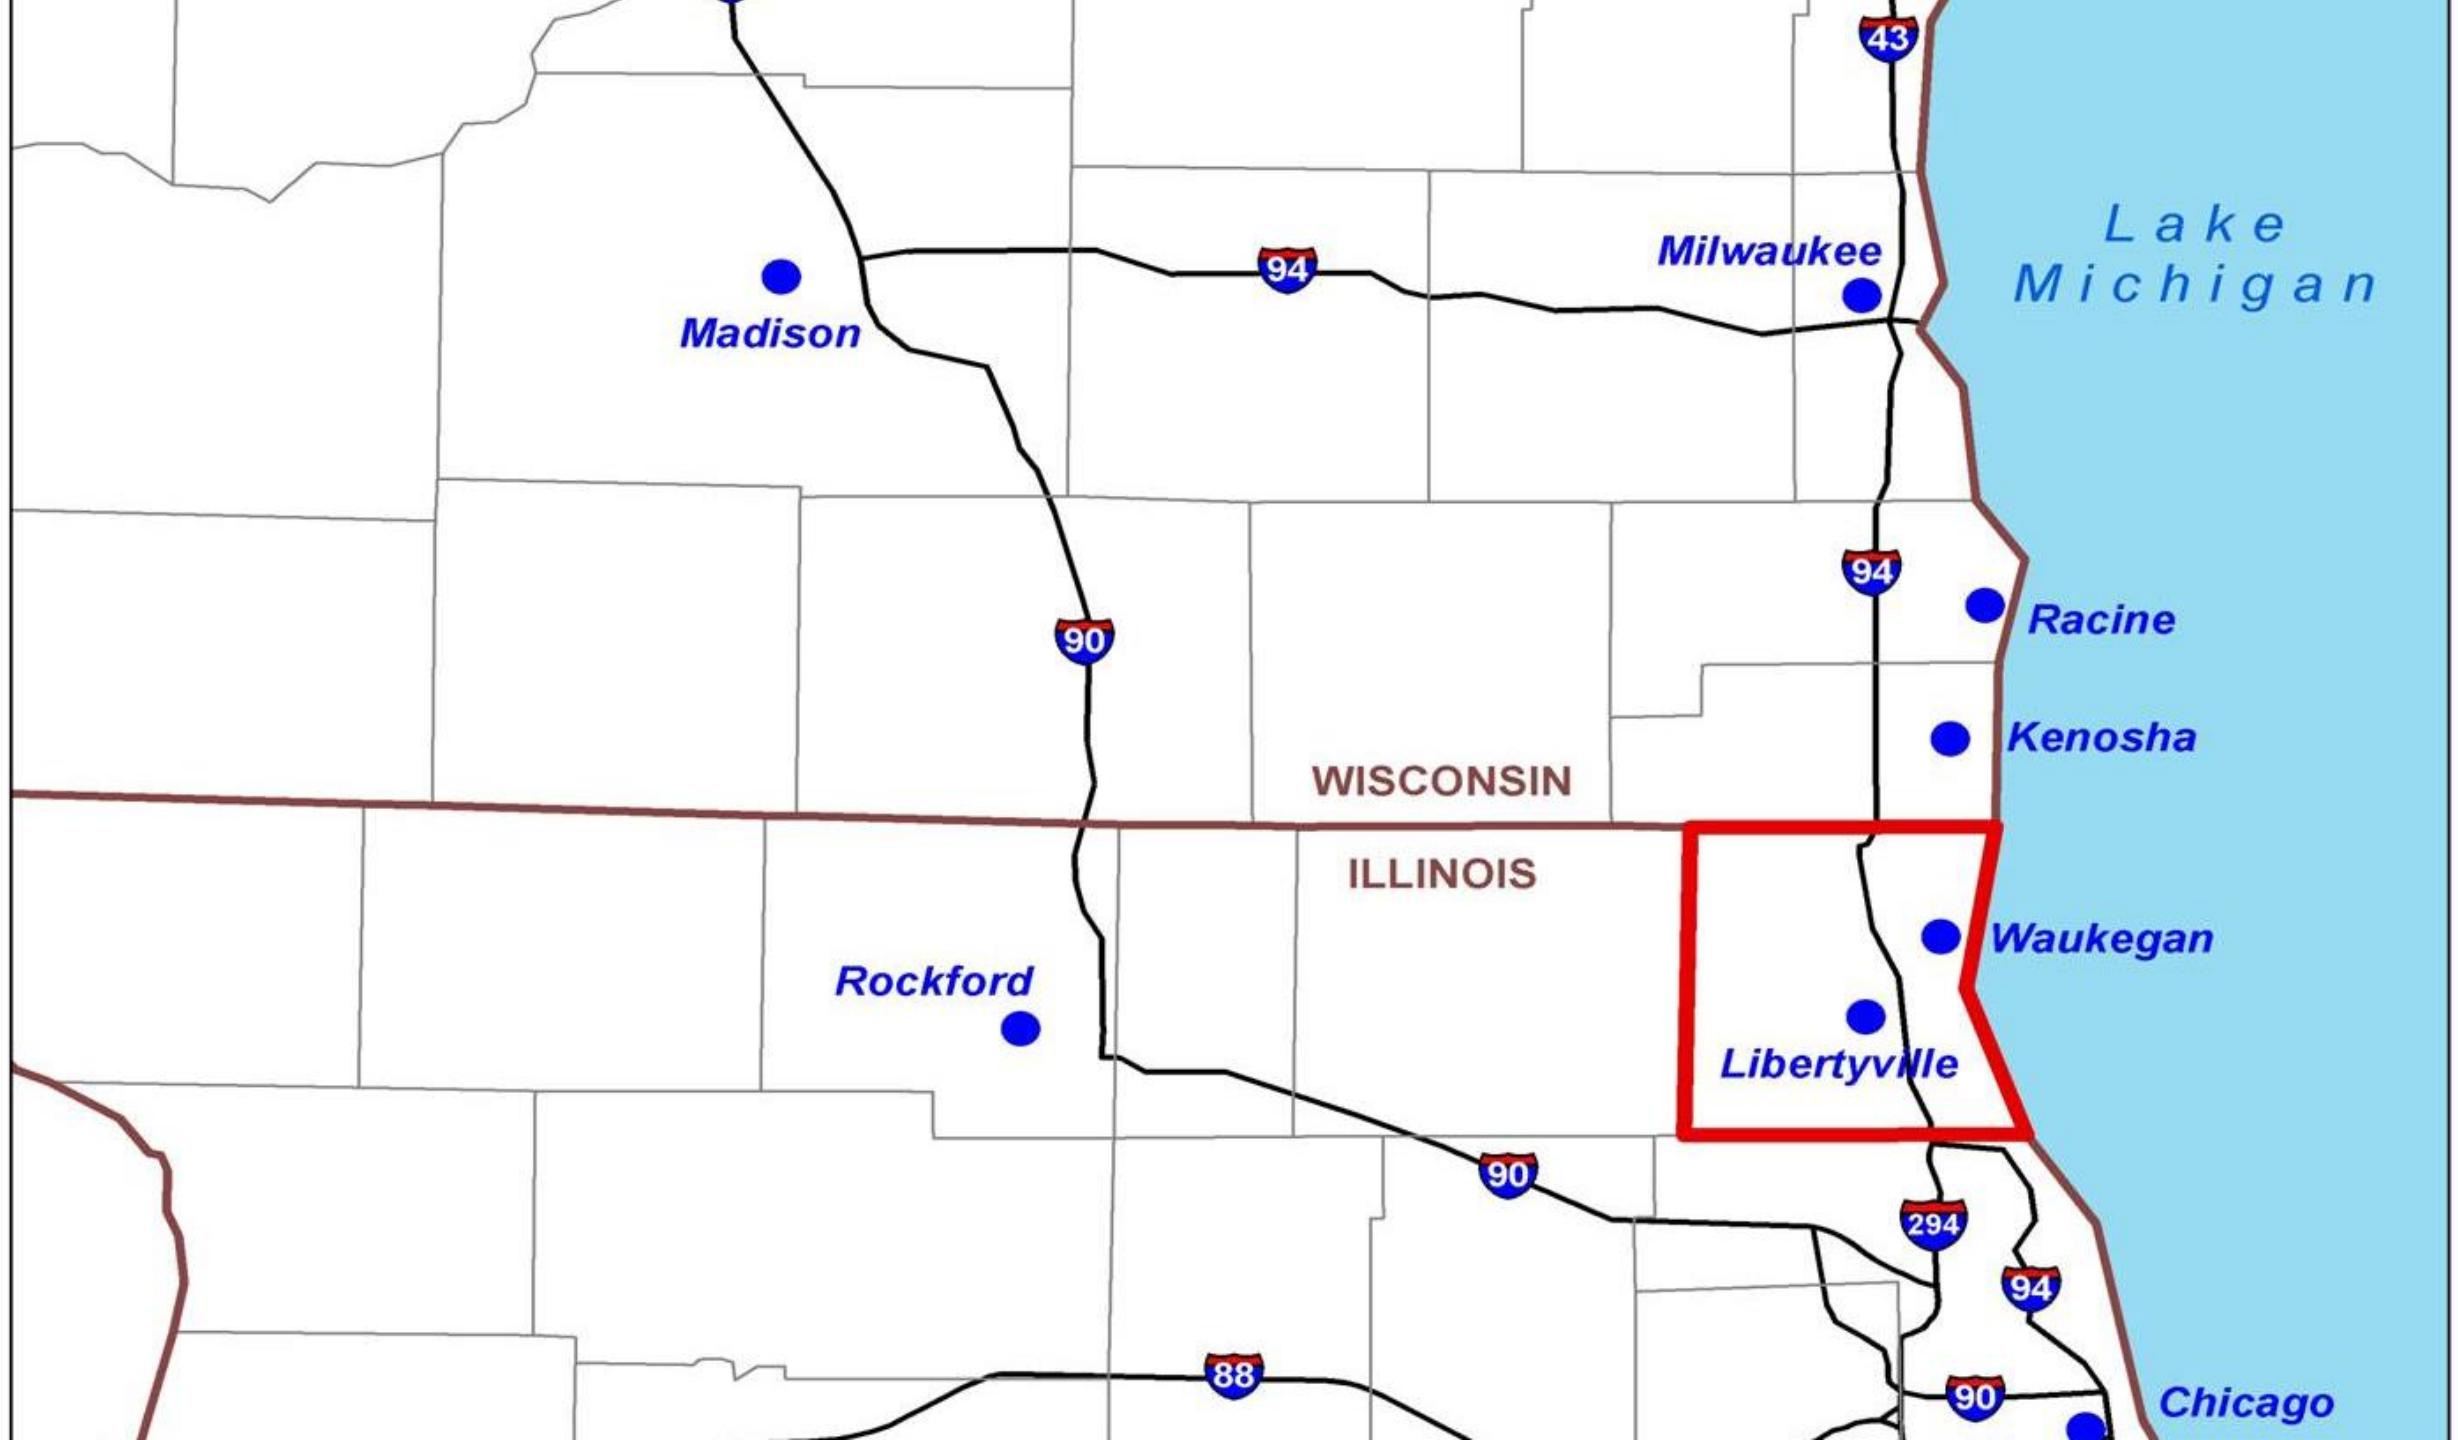 43
Lake
Michigan
Milwaukee
94
Madison
94
Racine
90
Kenosha
WISCONSIN
ILLINOIS
Waukegan
Rockford
Libertyville
90
294
94
88
90
Chicago